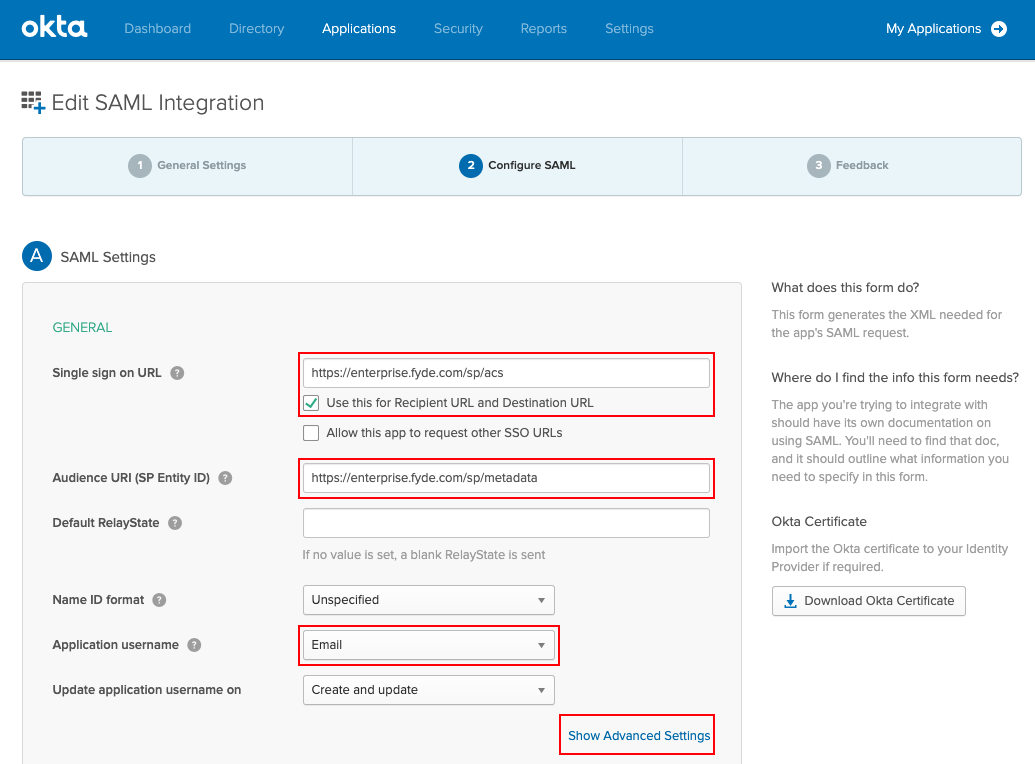 okta Dashboard Directory Applications Security Reports Settings My Applications
Edit SAML Integration
1 General Settings 2 Configure SAML 3 Feedback
A SAML Settings
GENERAL
Single sign on URL ? https://enterprise.fyde.com/sp/acs
Use this for Recipient URL and Destination URL
Allow this app to request other SSO URLs
Audience URI (SP Entity ID) ? https://enterprise.fyde.com/sp/metadata
Default RelayState ?
If no value is set, a blank RelayState is sent
Name ID format ? Unspecified
Application username ? Email
Update application username on Create and update
Show Advanced Settings
What does this form do?
This form generates the XML needed for
the app's SAML request.
Where do I find the info this form needs?
The app you're trying to integrate with
should have its own documentation on
using SAML. You'll need to find that doc,
and it should outline what information you
need to specify in this form.
Okta Certificate
Import the Okta certificate to your Identity
Provider if required.
Download Okta Certificate